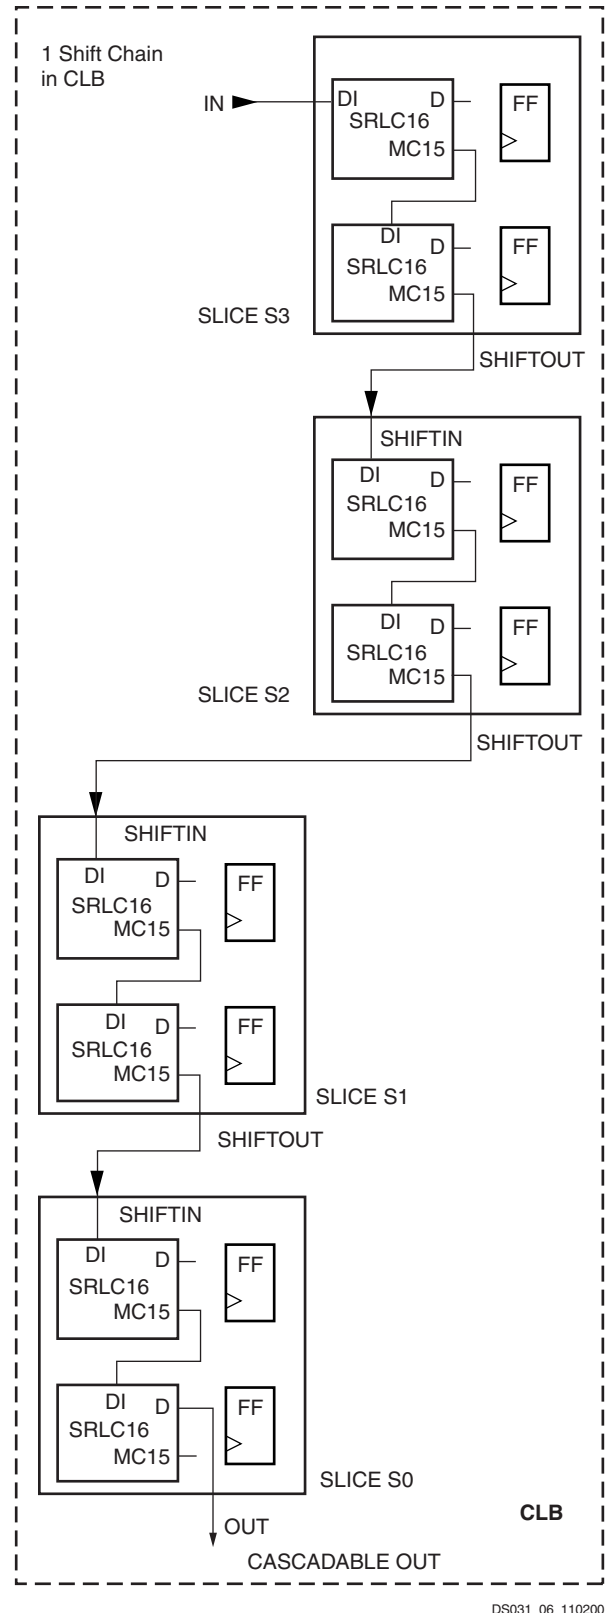 1 Shift Chain
in CLB
IN
DI D
SRLC16
MC15
FF
DI
D
SRLC16
MC15
FF
SLICE S3
SHIFTOUT
SHIFTIN
DI
D
SRLC16
MC15
FF
DI
D
SRLC16
MC15
FF
SLICE S2
SHIFTOUT
SHIFTIN
DI
D
SRLC16
MC15
FF
DI
D
SRLC16
MC15
FF
SLICE S1
SHIFTOUT
SHIFTIN
DI
D
SRLC16
MC15
FF
DI
D
SRLC16
MC15
FF
SLICE S0
OUT
CLB
CASCADABLE OUT
DS031_06_110200